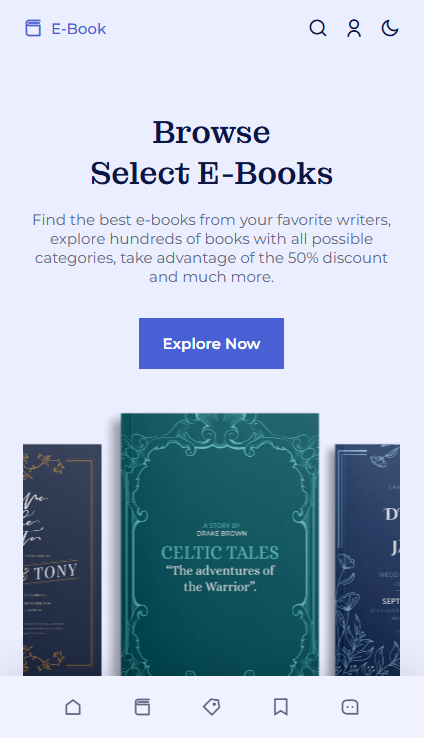 E-Book
Browse
Select E-Books
Find the best e-books from your favorite writers,
explore hundreds of books with all possible
categories, take advantage of the 50% discount
and much more.
Explore Now
A STORY BY
DRAKE BROWN
CELTIC TALES
“The adventures of
the Warrior”.
TONY
SEPT